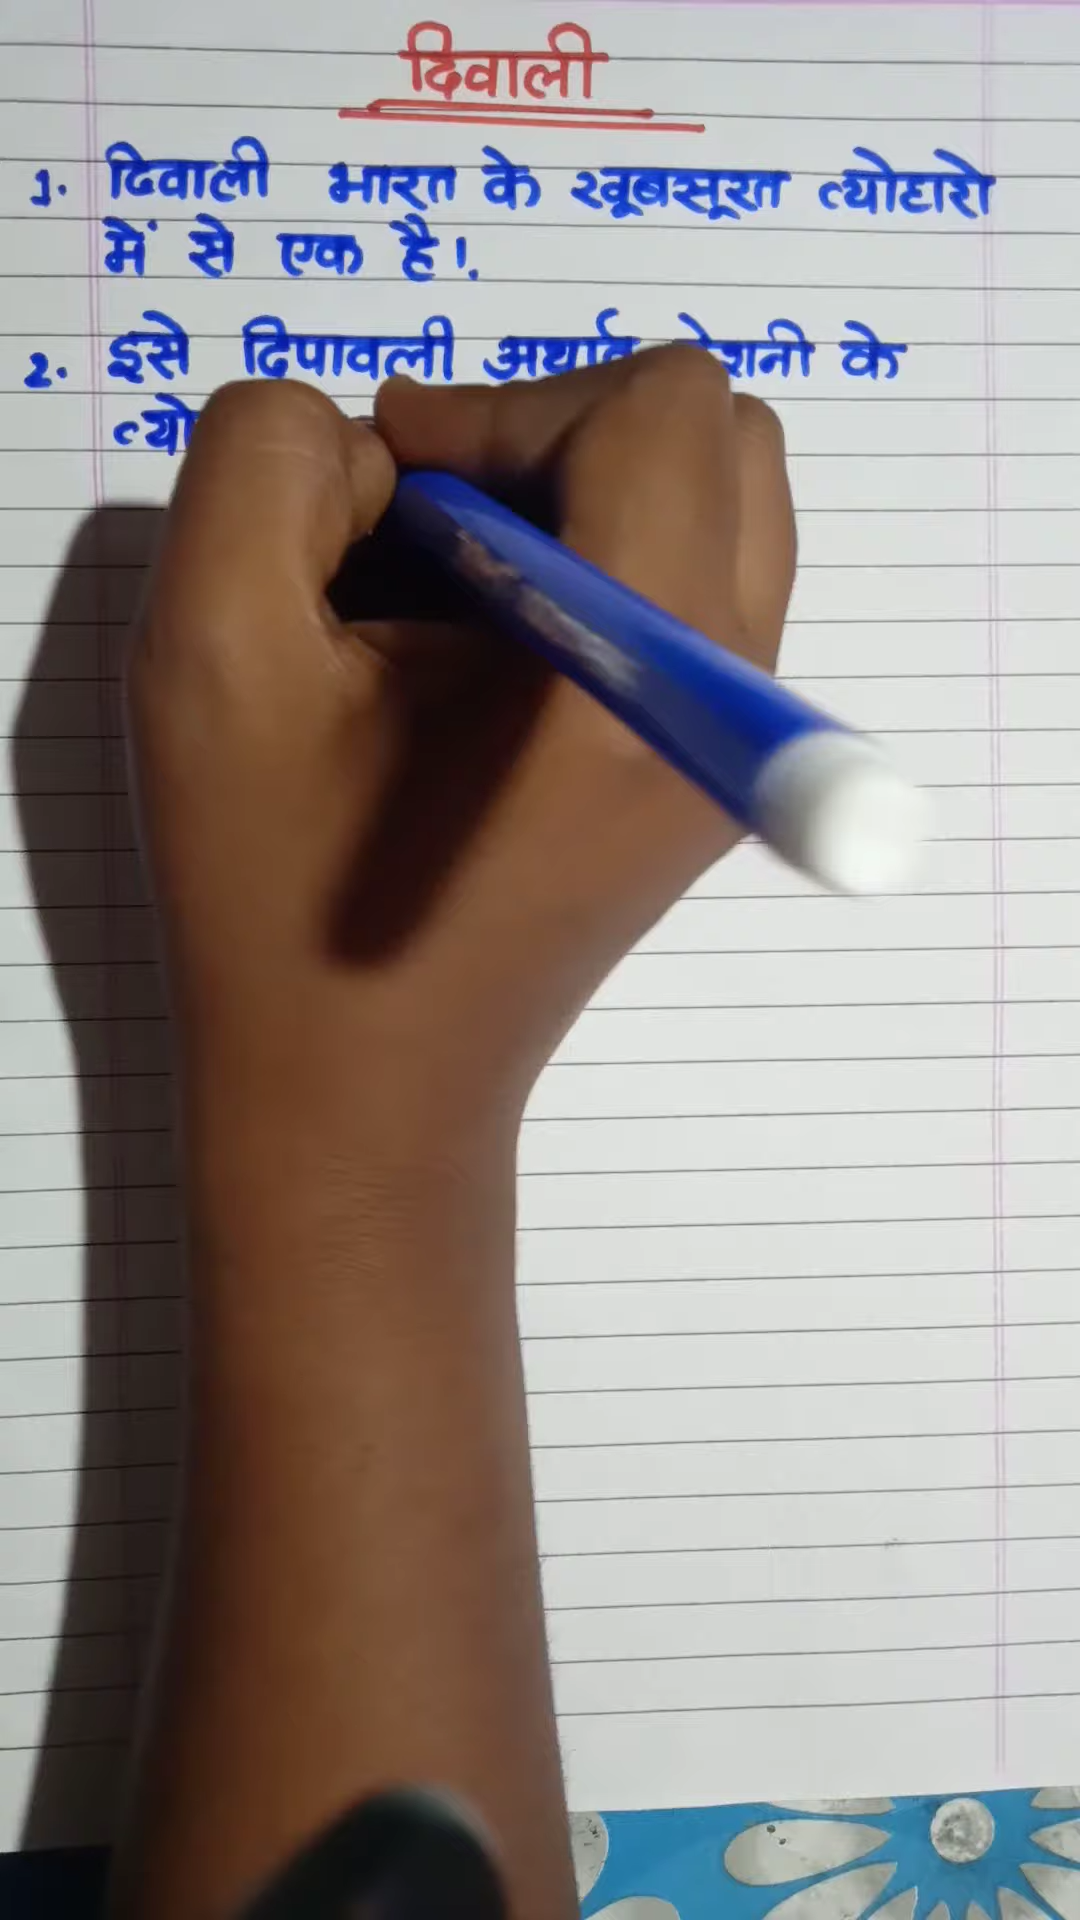 दिवाली
1. दिवाली भारत के खूबसूरत त्योहारो
में से एक है।.
2. इसे दिपावली अर्थात के